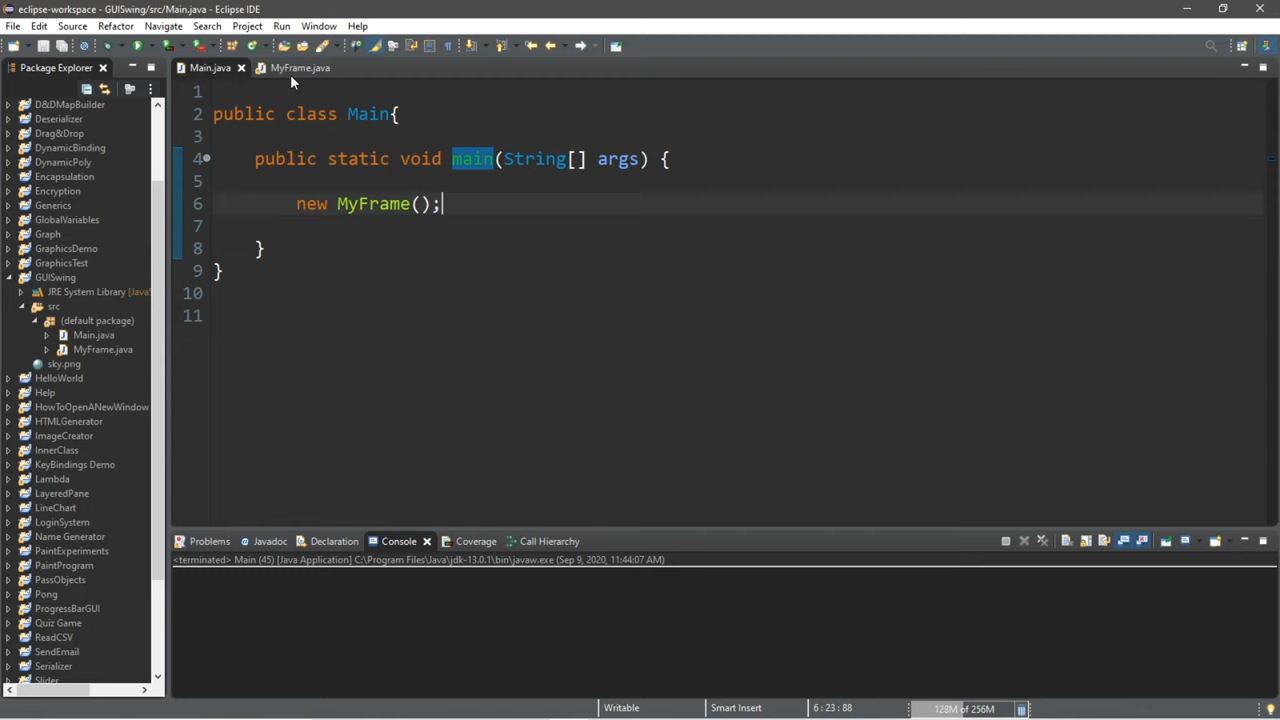 eclipse-workspace - GUISwing/src/Main.java - Eclipse IDE
File Edit Source Refactor Navigate Search Project Run Window Help
Package Explorer
Main.java
MyFrame.java
D&DMapBuilder
Deserializer
Drag&Drop
DynamicBinding
DynamicPoly
Encapsulation
Encryption
Generics
GlobalVariables
Graph
GraphicsDemo
GraphicsTest
GUISwing
JRE System Library [JavaS
src
(default package)
Main.java
MyFrame.java
sky.png
HelloWorld
Help
HowToOpenANewWindow
HTMLGenerator
ImageCreator
InnerClass
KeyBindings Demo
Lambda
LayeredPane
LineChart
LoginSystem
Name Generator
PaintExperiments
PaintProgram
PassObjects
Pong
ProgressBarGUI
Quiz Game
ReadCSV
SendEmail
Serializer
Slider
1
2 public class Main{
3
4 public static void main(String[] args) {
5
6 new MyFrame();
7
8 }
9 }
10
11
Problems Javadoc Declaration Console Coverage Call Hierarchy
<terminated> Main (45) [Java Application] C:\Program Files\Java\jdk-13.0.1\bin\javaw.exe (Sep 9, 2020, 11:44:07 AM)
Writable Smart Insert 6 : 23 : 88 128M of 256M